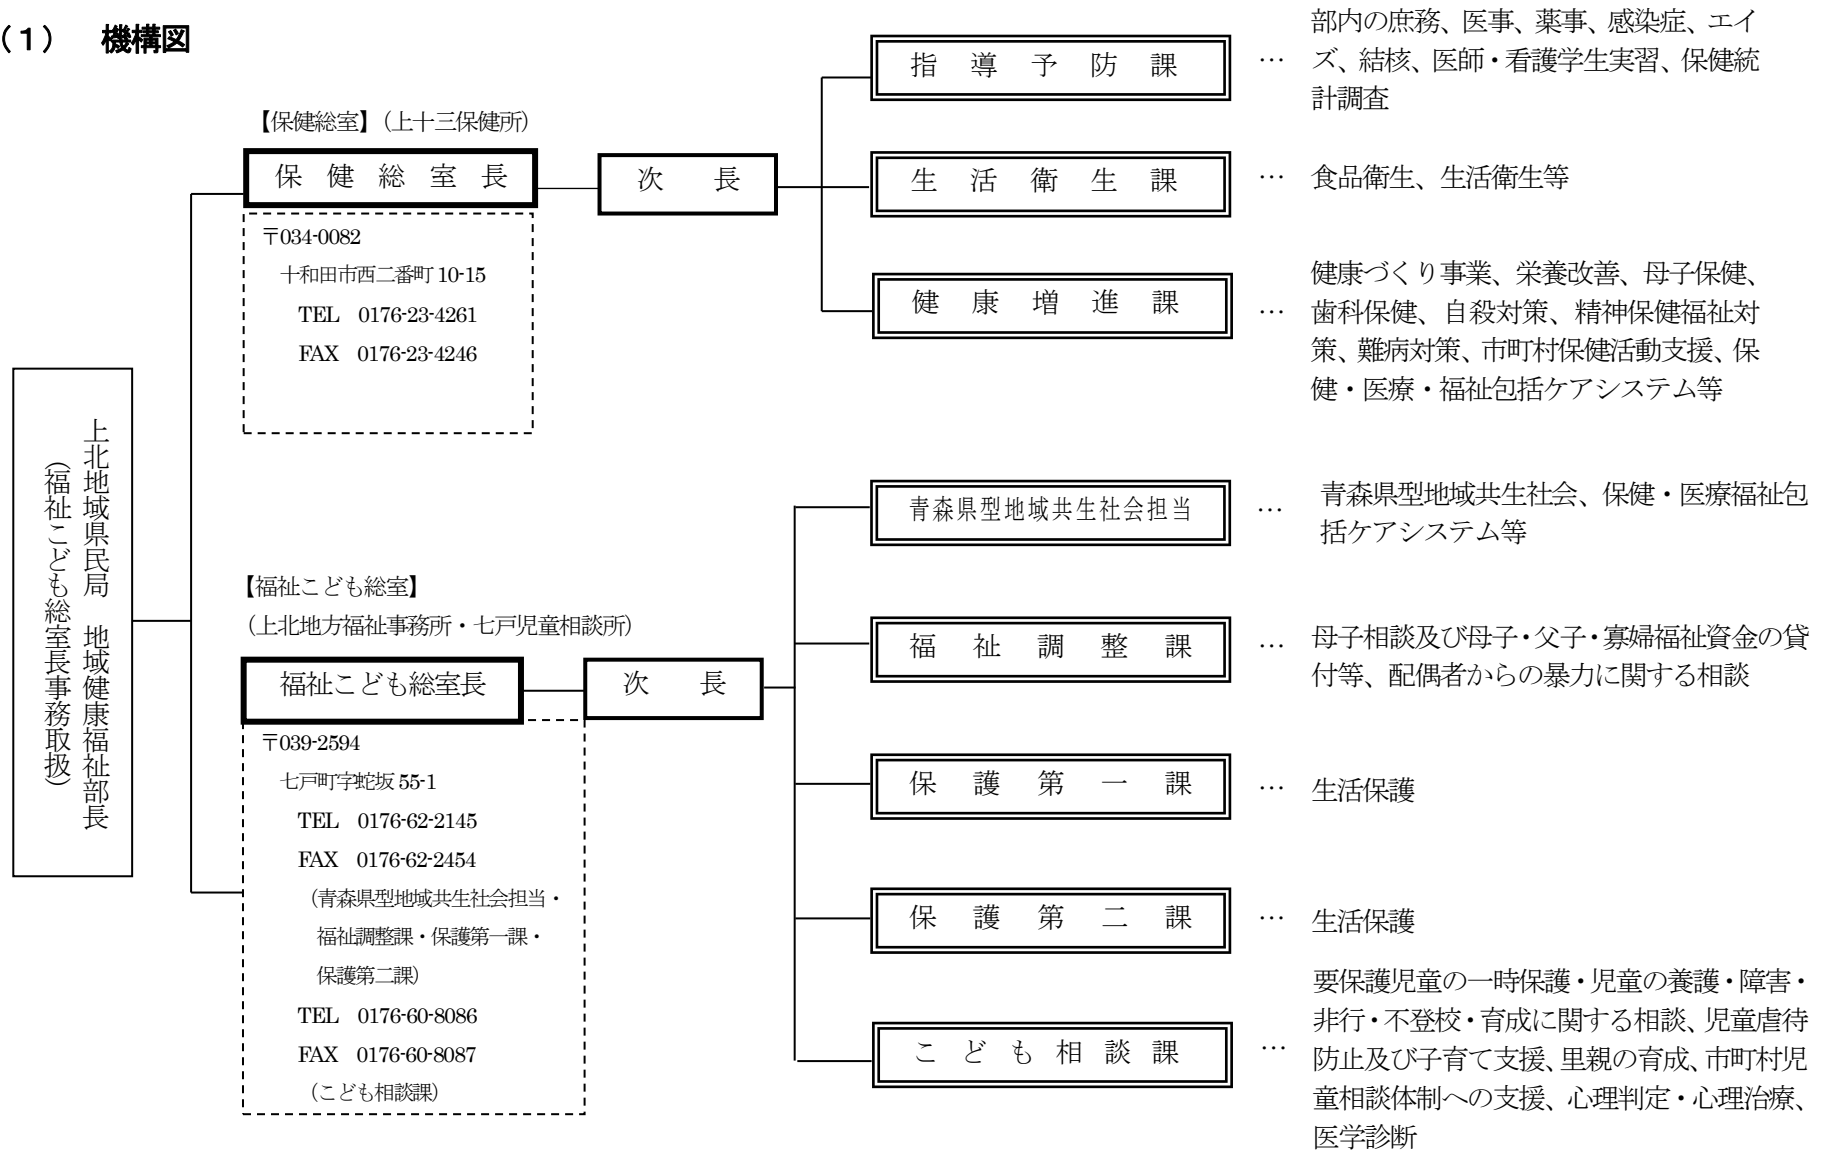 (1) 機構図
上北地域県民局 地域健康福祉部長
(福祉こども総室長事務取扱)
【保健総室】(上十三保健所)
保健総室長
次長
〒034-0082
十和田市西二番町 10-15
TEL 0176-23-4261
FAX 0176-23-4246
指導予防課
… 部内の庶務、医事、薬事、感染症、エイ
ズ、結核、医師・看護学生実習、保健統
計調査
生活衛生課
… 食品衛生、生活衛生等
健康増進課
… 健康づくり事業、栄養改善、母子保健、
歯科保健、自殺対策、精神保健福祉対
策、難病対策、市町村保健活動支援、保
健・医療・福祉包括ケアシステム等
【福祉こども総室】
(上北地方福祉事務所・七戸児童相談所)
福祉こども総室長
次長
〒039-2594
七戸町字蛇坂 55-1
TEL 0176-62-2145
FAX 0176-62-2454
(青森県型地域共生社会担当・
福祉調整課・保護第一課・
保護第二課)
TEL 0176-60-8086
FAX 0176-60-8087
(こども相談課)
青森県型地域共生社会担当
… 青森県型地域共生社会、保健・医療福祉包
括ケアシステム等
福祉調整課
… 母子相談及び母子・父子・寡婦福祉資金の貸
付等、配偶者からの暴力に関する相談
保護第一課
… 生活保護
保護第二課
… 生活保護
こども相談課
… 要保護児童の一時保護・児童の養護・障害・
非行・不登校・育成に関する相談、児童虐待
防止及び子育て支援、里親の育成、市町村児
童相談体制への支援、心理判定・心理治療、
医学診断